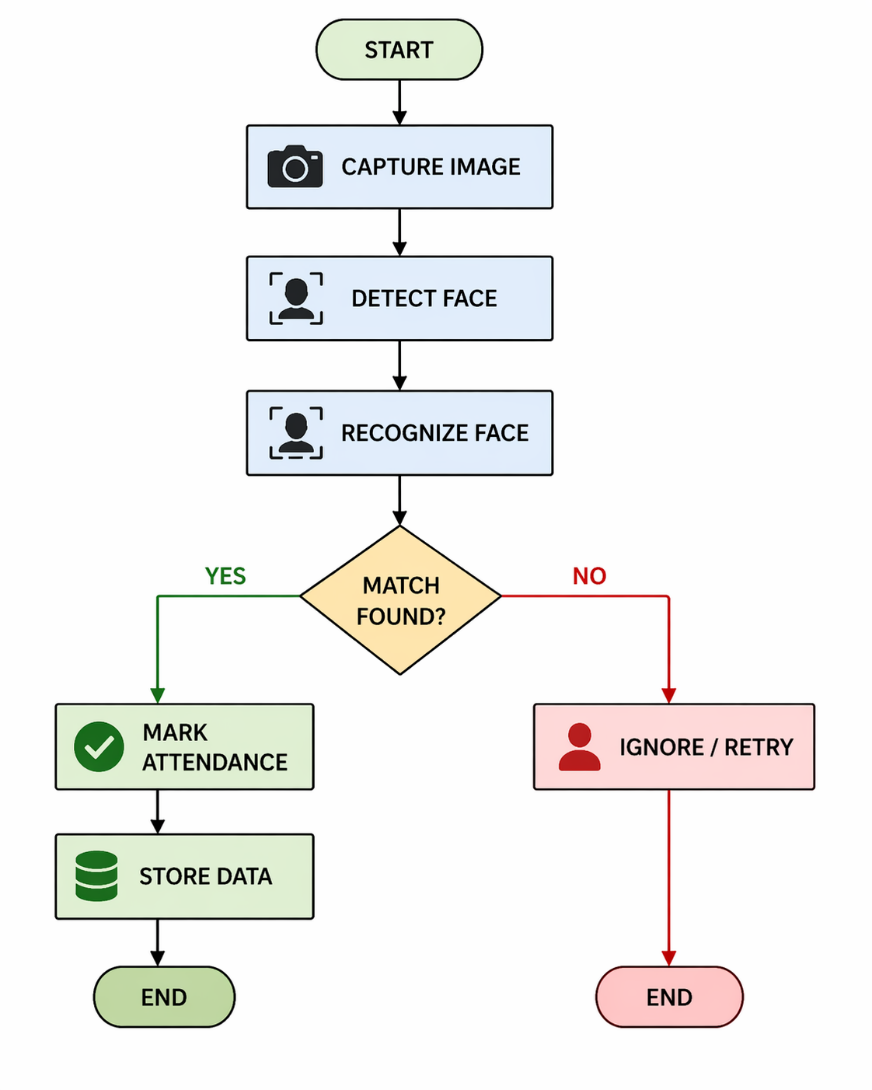 START
CAPTURE IMAGE
DETECT FACE
RECOGNIZE FACE
MATCH
FOUND?
YES
NO
MARK
ATTENDANCE
IGNORE / RETRY
STORE DATA
END
END